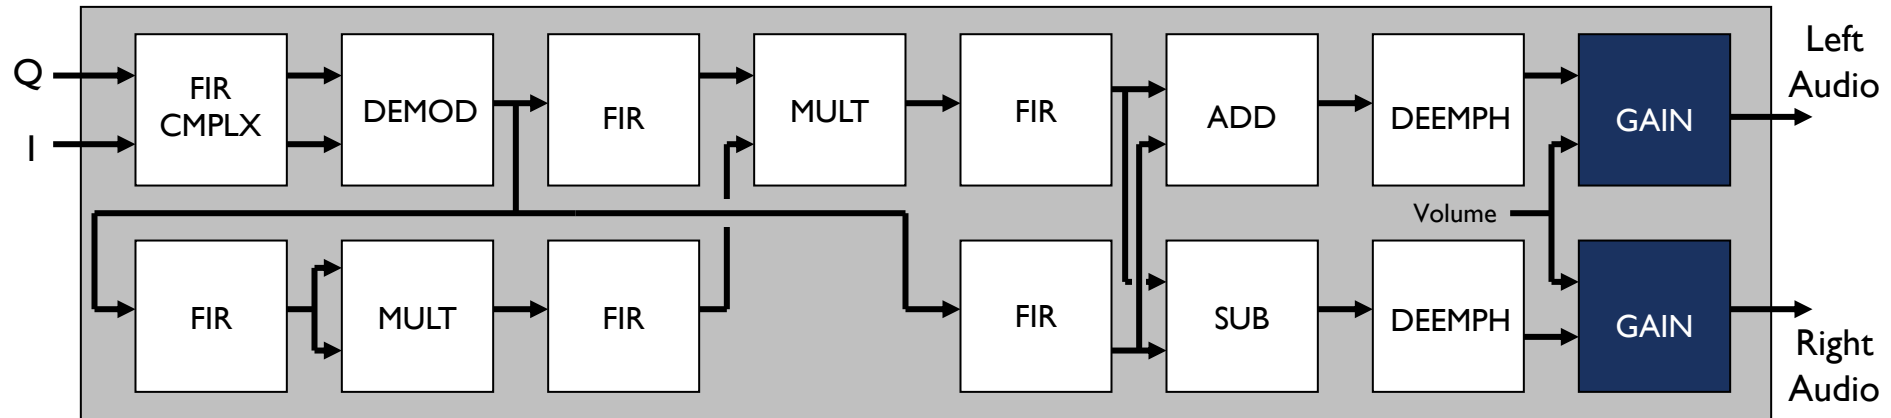 Q
I
FIR
CMPLX
DEMOD
FIR
MULT
FIR
ADD
DEEMPH
GAIN
Left
Audio
Volume
FIR
MULT
FIR
FIR
SUB
DEEMPH
GAIN
Right
Audio